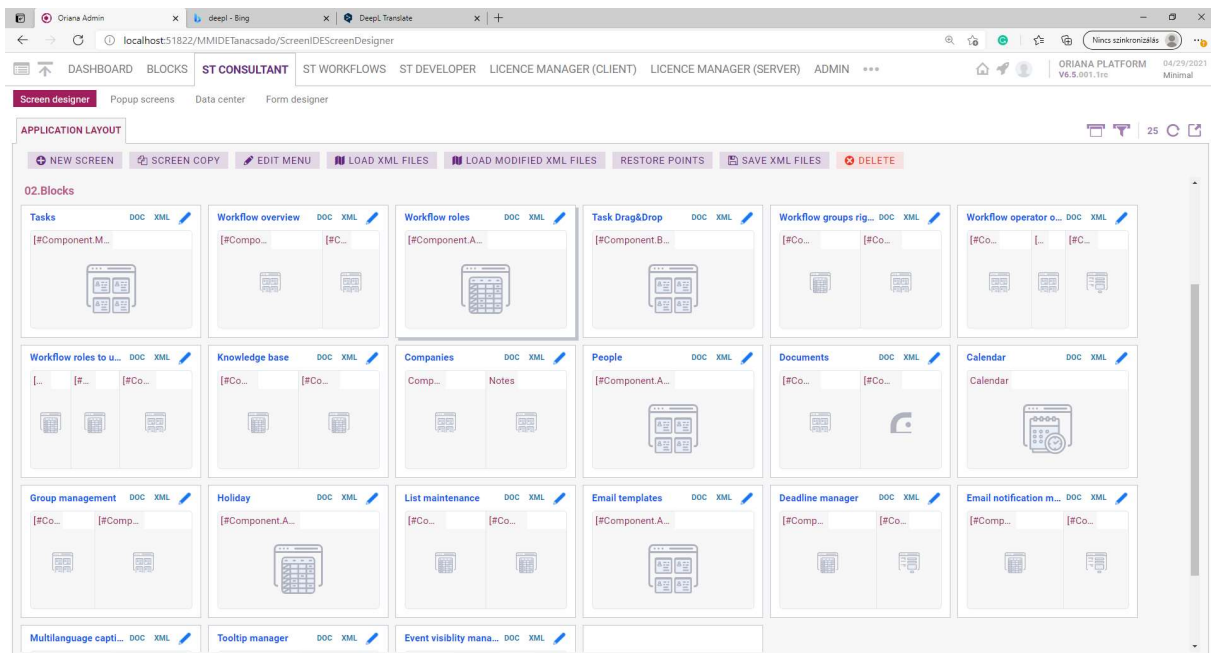 Oriana Admin
deepl - Bing
DeepL Translate
localhost:51822/MMIDETanacsado/ScreenIDEScreenDesigner
Nincs szinkronizálás
DASHBOARD BLOCKS ST CONSULTANT ST WORKFLOWS ST DEVELOPER LICENCE MANAGER (CLIENT) LICENCE MANAGER (SERVER) ADMIN
ORIANA PLATFORM 04/29/2021
V6.5.001.1re Minimal
Screen designer Popup screens Data center Form designer
APPLICATION LAYOUT
25
NEW SCREEN SCREEN COPY EDIT MENU LOAD XML FILES LOAD MODIFIED XML FILES RESTORE POINTS SAVE XML FILES DELETE
02.Blocks
Tasks DOC XML Workflow overview DOC XML Workflow roles DOC XML Task Drag&Drop DOC XML Workflow groups rig... DOC XML Workflow operator o... DOC XML
[#Component.M... [#Compo... [#C... [#Component.A... [#Component.B... [#Co... [#Co... [#Co... [... [#C...
Workflow roles to u... DOC XML Knowledge base DOC XML Companies DOC XML People DOC XML Documents DOC XML Calendar DOC XML
[... [#... [#Co... [#Co... [#Co... Comp... Notes [#Component.A... [#Co... [#Co... Calendar
Group management DOC XML Holiday DOC XML List maintenance DOC XML Email templates DOC XML Deadline manager DOC XML Email notification m... DOC XML
[#Co... [#Comp... [#Component.A... [#Co... [#Co... [#Component.A... [#Comp... [#Co... [#Comp... [#Co...
Multilanguage capti... DOC XML Tooltip manager DOC XML Event visiblity mana... DOC XML